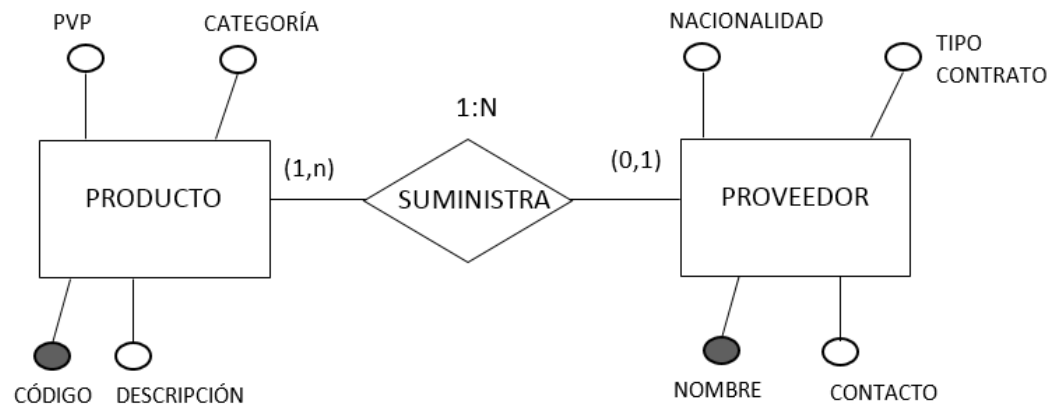 PVP
CATEGORÍA
NACIONALIDAD
TIPO
CONTRATO
1:N
(1,n)
(0,1)
PRODUCTO
SUMINISTRA
PROVEEDOR
CÓDIGO
DESCRIPCIÓN
NOMBRE
CONTACTO